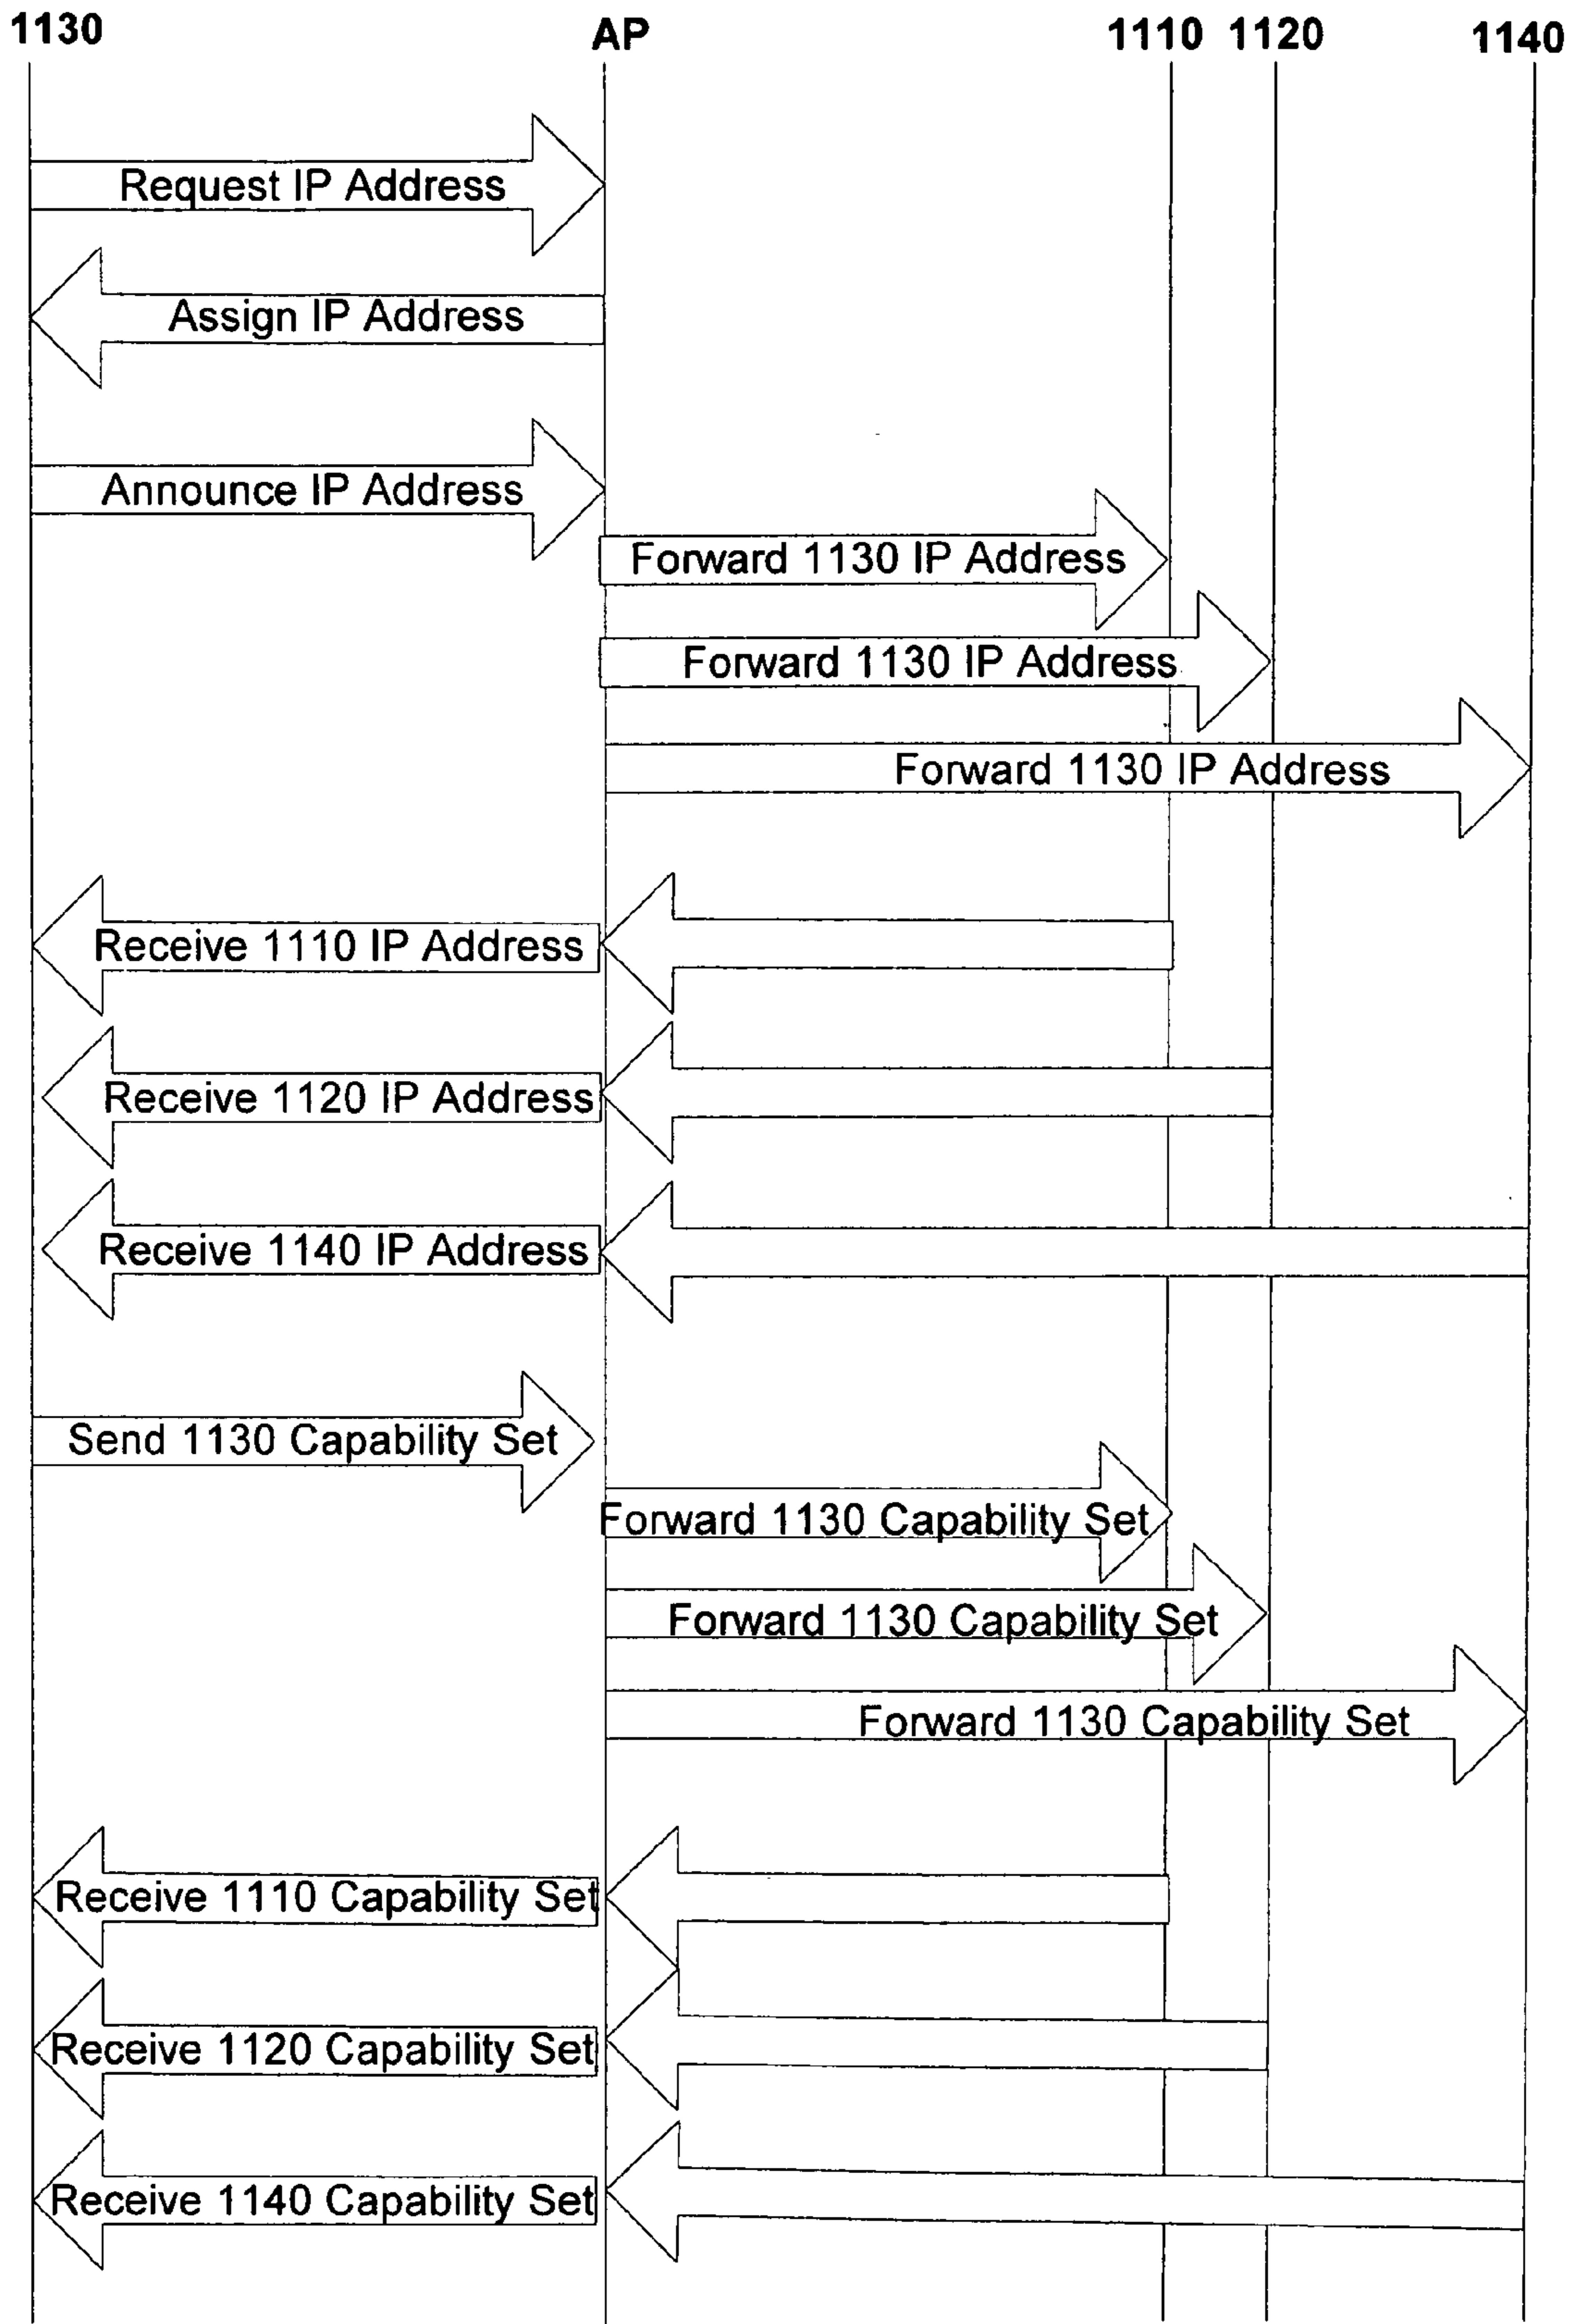 1130 AP 1110 1120 1140
Request IP Address
Assign IP Address
Announce IP Address
Forward 1130 IP Address
Forward 1130 IP Address
Forward 1130 IP Address
Receive 1110 IP Address
Receive 1120 IP Address
Receive 1140 IP Address
Send 1130 Capability Set
Forward 1130 Capability Set
Forward 1130 Capability Set
Forward 1130 Capability Set
Receive 1110 Capability Set
Receive 1120 Capability Set
Receive 1140 Capability Set